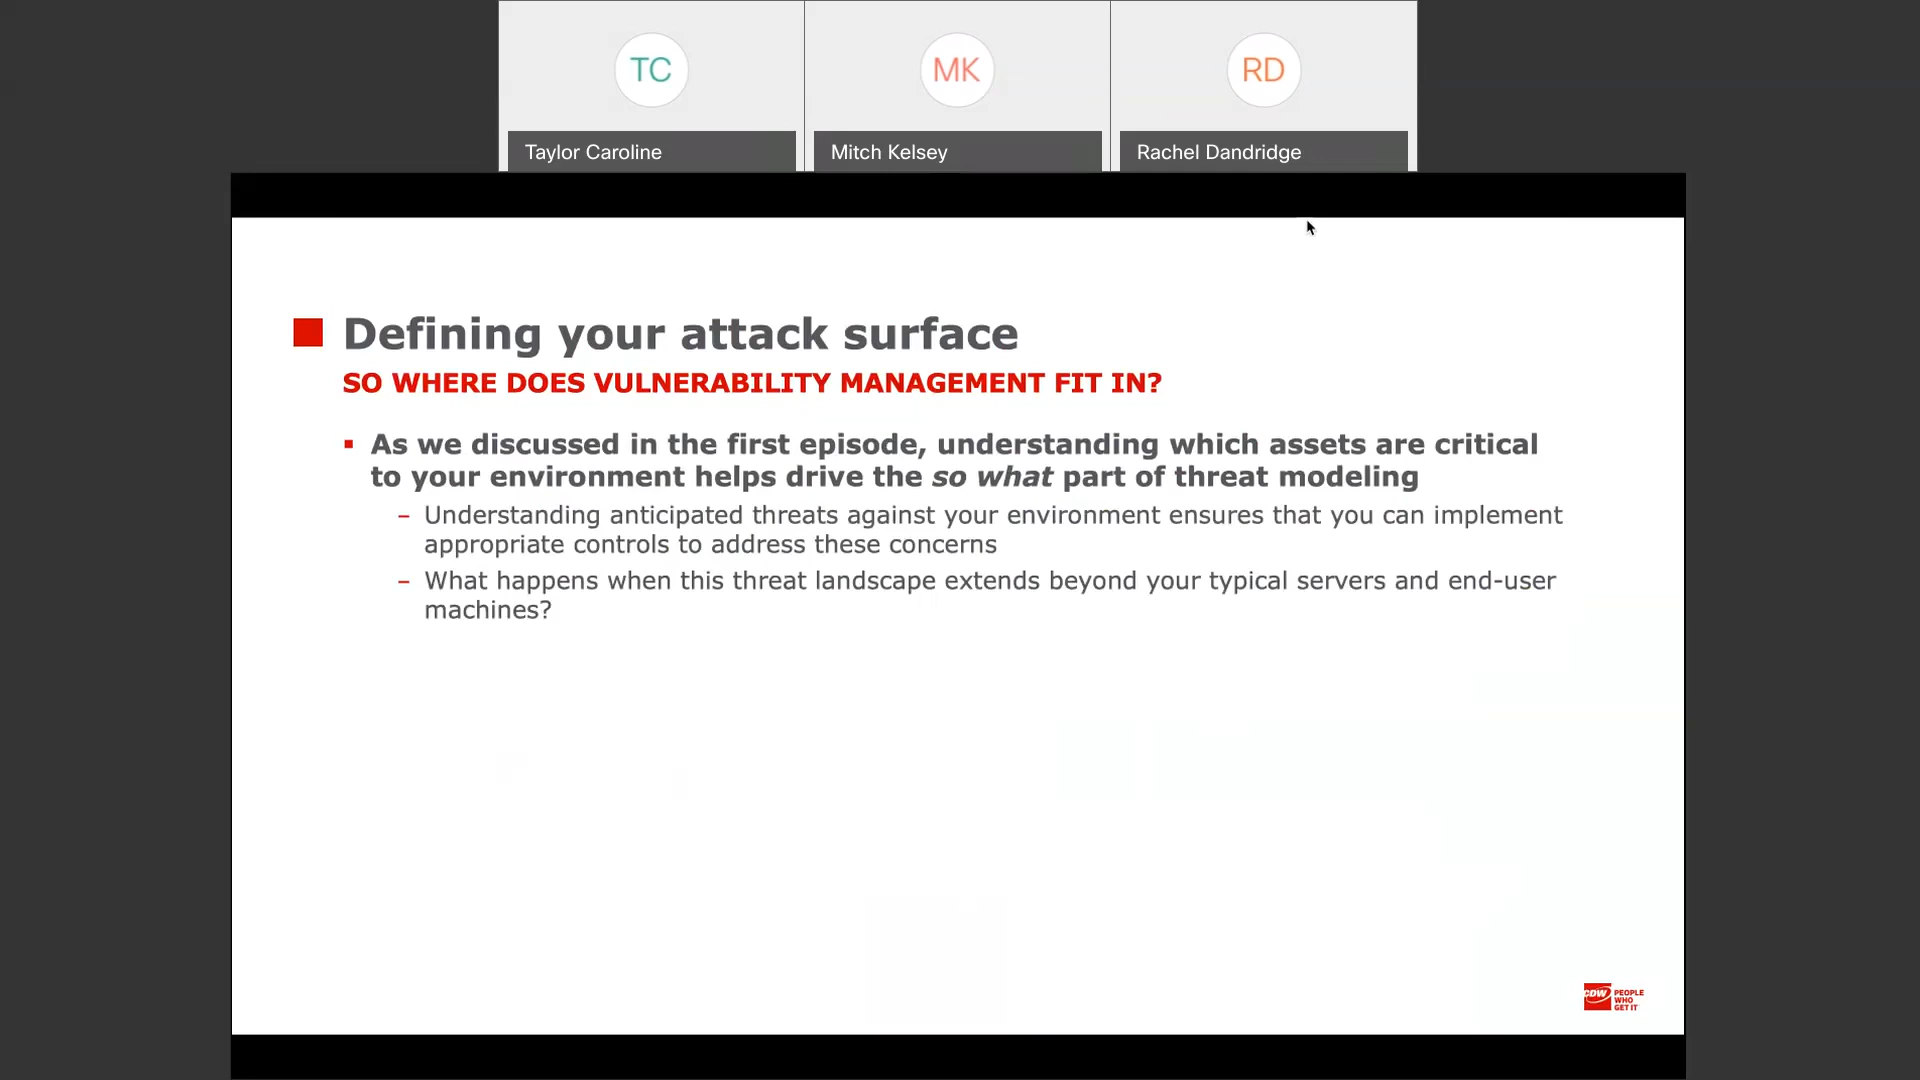 TC
MK
RD
Taylor Caroline
Mitch Kelsey
Rachel Dandridge
Defining your attack surface
SO WHERE DOES VULNERABILITY MANAGEMENT FIT IN?
▪ As we discussed in the first episode, understanding which assets are critical
to your environment helps drive the so what part of threat modeling
– Understanding anticipated threats against your environment ensures that you can implement
appropriate controls to address these concerns
– What happens when this threat landscape extends beyond your typical servers and end-user
machines?
CDW
PEOPLE
WHO
GET IT